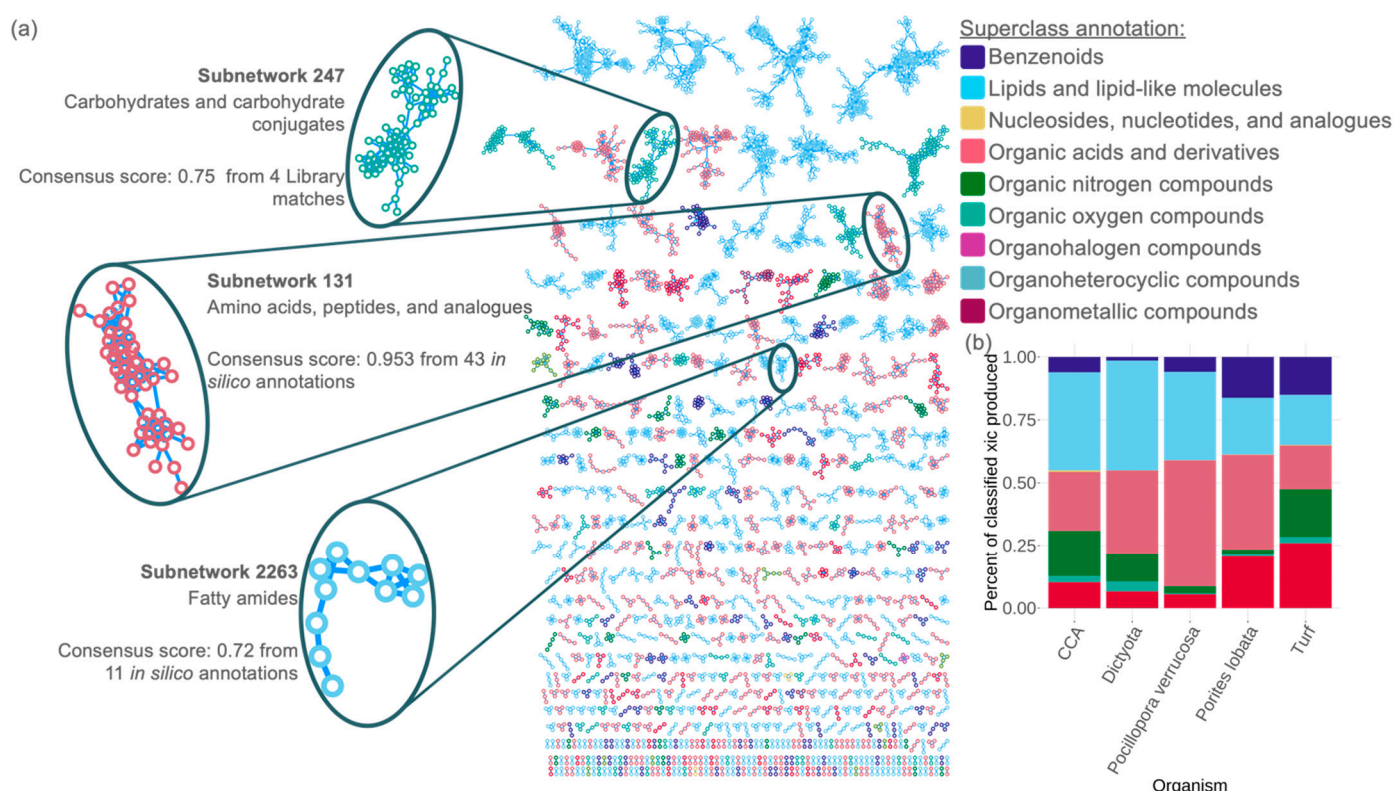 (a)
Subnetwork 247
Carbohydrates and carbohydrate
conjugates
Consensus score: 0.75 from 4 Library
matches
Subnetwork 131
Amino acids, peptides, and analogues
Consensus score: 0.953 from 43 in
silico annotations
Subnetwork 2263
Fatty amides
Consensus score: 0.72 from
11 in silico annotations
Superclass annotation:
Benzenoids
Lipids and lipid-like molecules
Nucleosides, nucleotides, and analogues
Organic acids and derivatives
Organic nitrogen compounds
Organic oxygen compounds
Organohalogen compounds
Organoheterocyclic compounds
Organometallic compounds
(b)
Percent of classified xic produced
1.00
0.75
0.50
0.25
0.00
CCA
Dictyota
Pocillopora verrucosa
Porites lobata
Turf
Organism